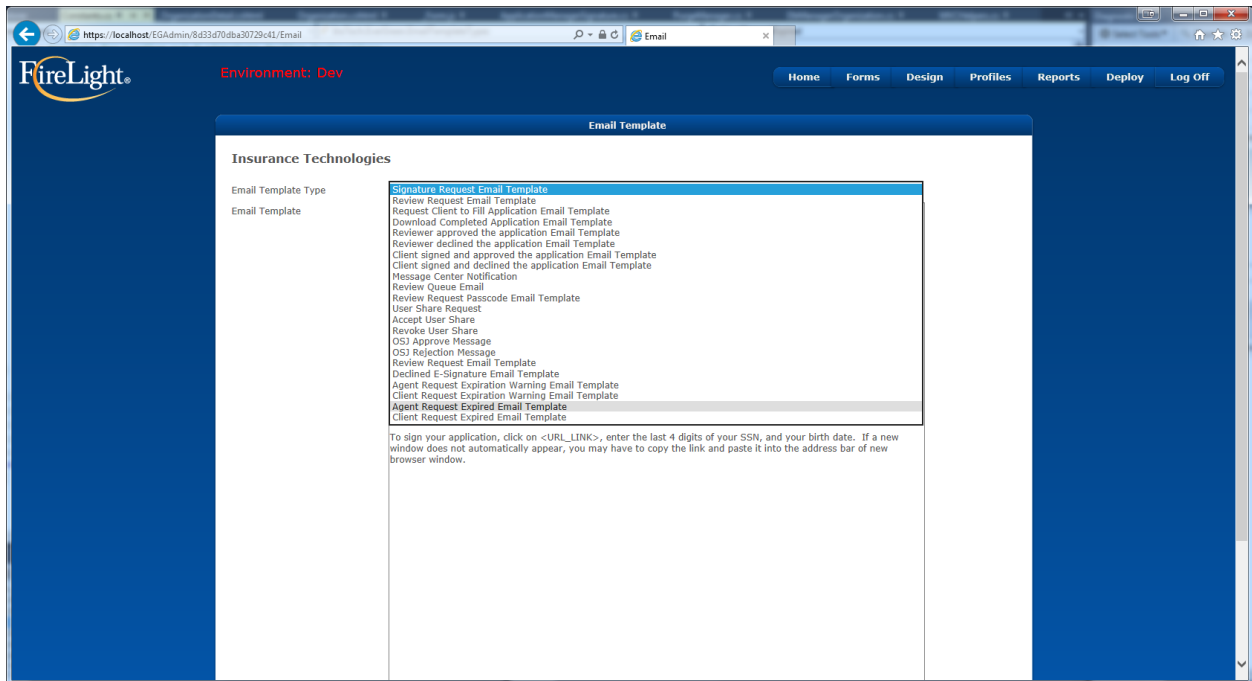 https://localhost/EGAdmin/8d33d70dba30729c41/Email
Email
FireLight®
Environment: Dev
Home Forms Design Profiles Reports Deploy Log Off
Email Template
Insurance Technologies
Email Template Type
Signature Request Email Template
Review Request Email Template
Email Template
Request Client to Fill Application Email Template
Download Completed Application Email Template
Reviewer approved the application Email Template
Reviewer declined the application Email Template
Client signed and approved the application Email Template
Client signed and declined the application Email Template
Message Center Notification
Review Queue Email
Review Request Passcode Email Template
User Share Request
Accept User Share
Revoke User Share
OSJ Approve Message
OSJ Rejection Message
Review Request Email Template
Declined E-Signature Email Template
Agent Request Expiration Warning Email Template
Client Request Expiration Warning Email Template
Agent Request Expired Email Template
Client Request Expired Email Template
To sign your application, click on <URL_LINK>, enter the last 4 digits of your SSN, and your birth date.  If a new
window does not automatically appear, you may have to copy the link and paste it into the address bar of new
browser window.